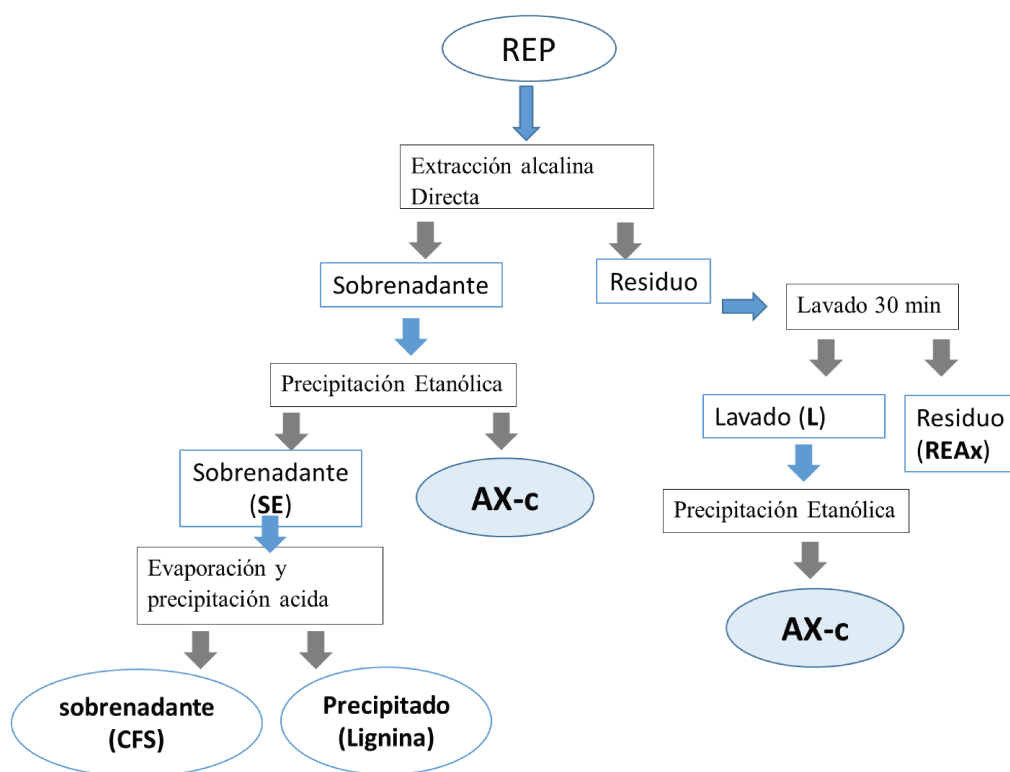 REP
Extracción alcalina
Directa
Sobrenadante
Residuo
Lavado 30 min
Precipitación Etanólica
Lavado (L)
Residuo
(REAx)
Sobrenadante
(SE)
AX-c
Precipitación Etanólica
Evaporación y
precipitación acida
AX-c
sobrenadante
(CFS)
Precipitado
(Lignina)